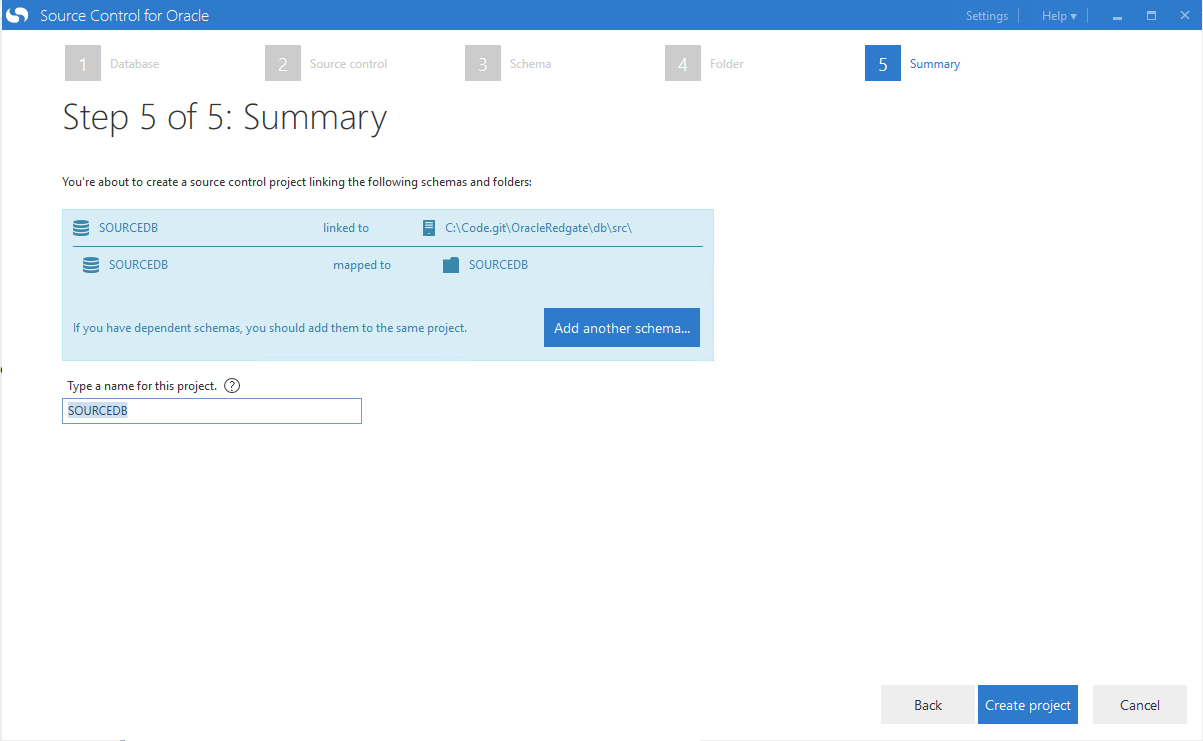 Source Control for Oracle Settings Help ▾
1 Database 2 Source control 3 Schema 4 Folder 5 Summary
Step 5 of 5: Summary
You're about to create a source control project linking the following schemas and folders:
SOURCEDB linked to C:\Code.git\OracleRedgate\db\src\
SOURCEDB mapped to SOURCEDB
If you have dependent schemas, you should add them to the same project. Add another schema...
Type a name for this project. ?
SOURCEDB
Back Create project Cancel